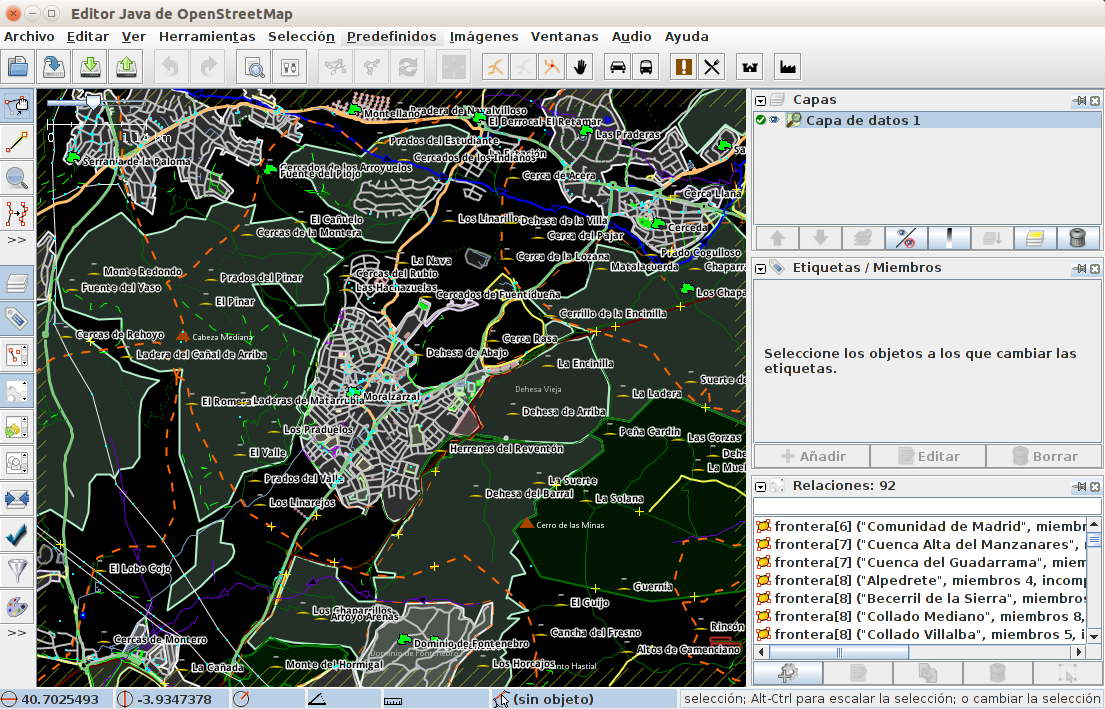 Editor Java de OpenStreetMap
Archivo Editar Ver Herramientas Selección Predefinidos Imágenes Ventanas Audio Ayuda
0
Montellano
Pradera de Navalvilloso
El Berrocal-El Retamar
Las Praderas
Serranía de la Paloma
Prados del Estudiante
Cercados de los Indianos
Cercados de los Arroyuelos
Fuente del Piojo
Cerca de Acera
Cerca Llana
El Cañuelo
Cercas de la Montera
Los Linarillos
Dehesa de la Villa
Cerca del Pajar
Cerceda
La Nava
Cerca de la Lozana
Prado Cogulloso
Matalacuerda
Chaparr
Monte Redondo
Fuente del Vaso
Prados del Pinar
Cercas del Rubio
Las Hachazuelas
Cercados de Fuentidueña
Los Chapa
El Pinar
Cerrillo de la Encinilla
Cercas de Rehoyo
Cabeza Mediana
Cerca Rasa
Ladera del Cañal de Arriba
Dehesa de Abajo
La Encinilla
Suerte de
Dehesa Vieja
La Ladera
El Romeral
Laderas de Matarrubia
Moralzarzal
Dehesa de Arriba
Los Praduelos
Peña Cardín
Las Corzas
El Valle
Herrenes del Reventón
Dehe
La Muel
Prados del Valle
La Suerte
Dehesa del Barral
La Solana
Los Linarejos
Cerro de las Minas
El Lobo Cojo
Guernía
El Guijo
Los Chaparrillos
Arroyo Arenas
Rincón
Cercas de Montero
Cancha del Fresno
Dominio de Fontenebro
Dominio de Fontenebro
Altos de Camenciano
La Cañada
Monte del Hormigal
Los Horcajos
Canto Hastial
>>
>>
Capas
Capa de datos 1
Etiquetas / Miembros
Seleccione los objetos a los que cambiar las
etiquetas.
Añadir Editar Borrar
Relaciones: 92
frontera[6] ("Comunidad de Madrid", miembr
frontera[7] ("Cuenca Alta del Manzanares",
frontera[7] ("Cuenca del Guadarrama", miem
frontera[8] ("Alpedrete", miembros 4, incomp
frontera[8] ("Becerril de la Sierra", miembros
frontera[8] ("Collado Mediano", miembros 8,
frontera[8] ("Collado Villalba", miembros 5, i
40.7025493 -3.9347378 (sin objeto) selección; Alt-Ctrl para escalar la selección; o cambiar la selección